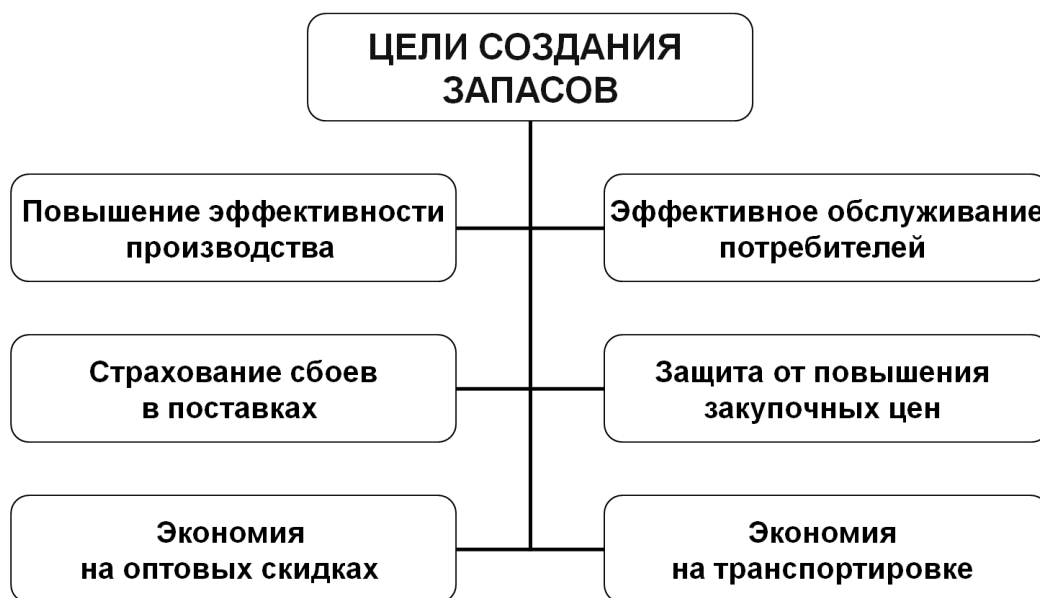 ЦЕЛИ СОЗДАНИЯ
ЗАПАСОВ
Повышение эффективности
производства
Эффективное обслуживание
потребителей
Страхование сбоев
в поставках
Защита от повышения
закупочных цен
Экономия
на оптовых скидках
Экономия
на транспортировке